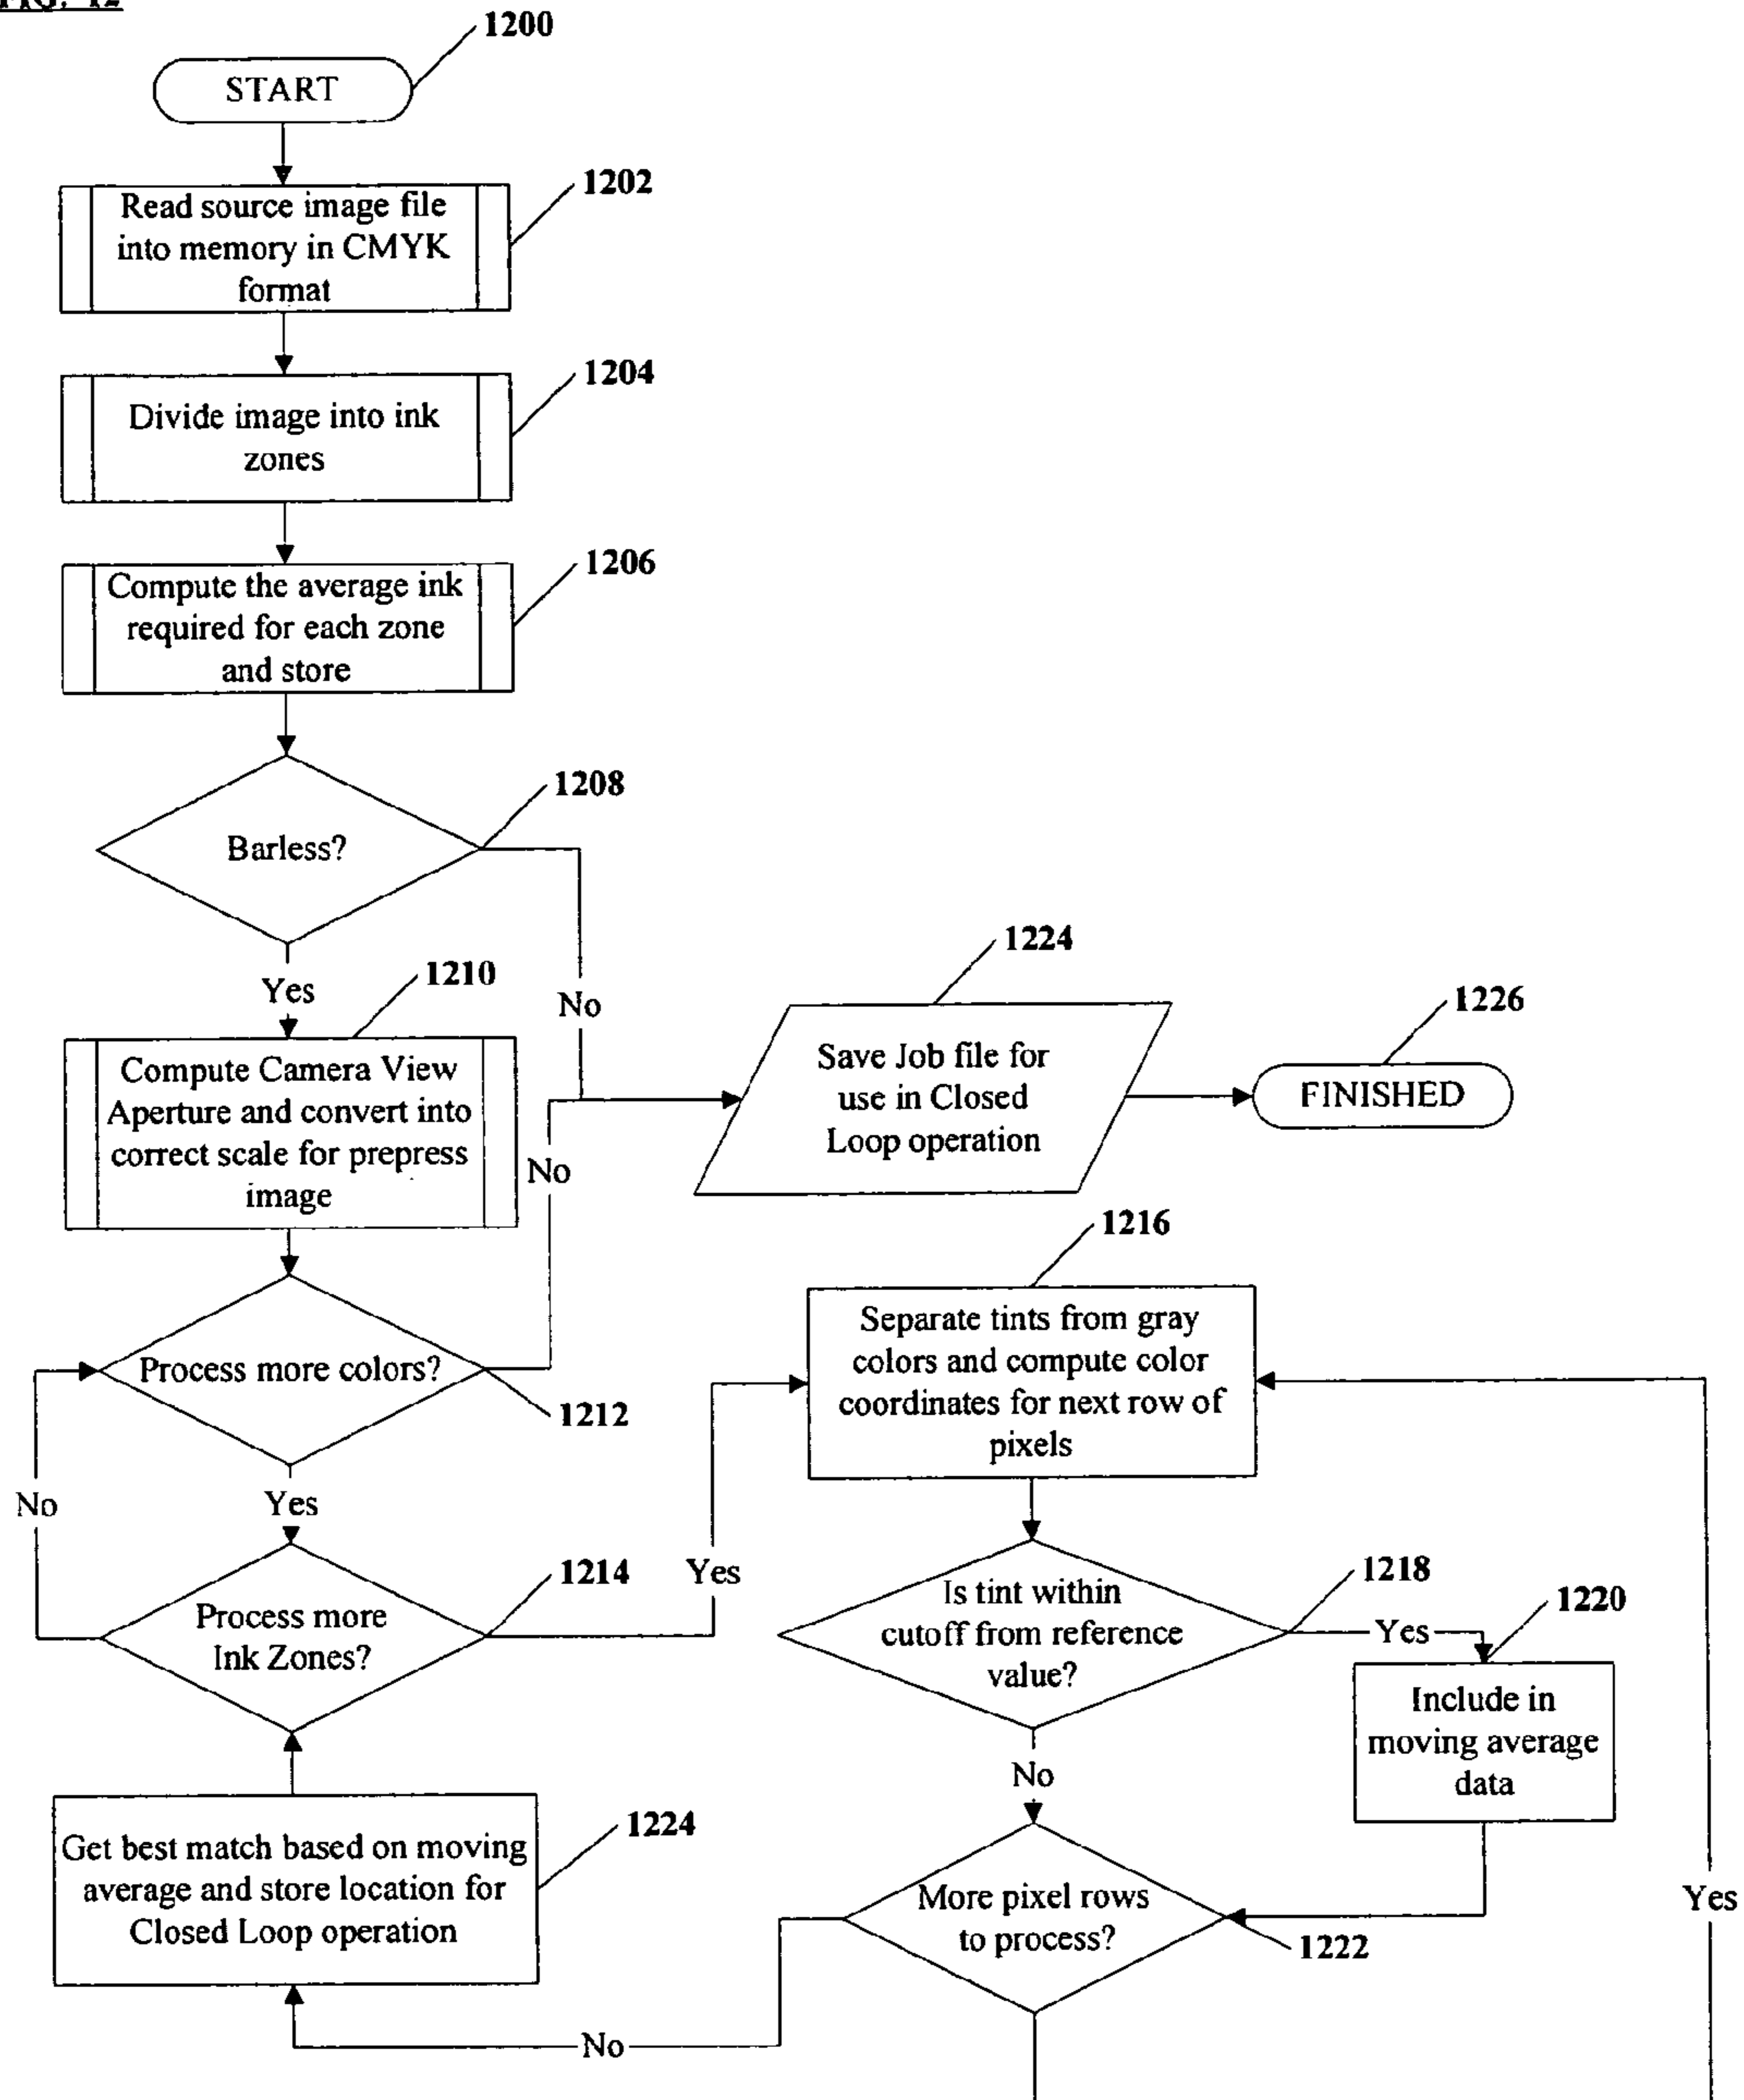 FIG. 12
1200
START
1202
Read source image file
into memory in CMYK
format
1204
Divide image into ink
zones
1206
Compute the average ink
required for each zone
and store
1208
Barless?
Yes
No
1210
Compute Camera View
Aperture and convert into
correct scale for prepress
image
1224
Save Job file for
use in Closed
Loop operation
1226
FINISHED
No
Process more colors?
1212
No
Yes
1214
Process more
Ink Zones?
Yes
1216
Separate tints from gray
colors and compute color
coordinates for next row of
pixels
1218
Is tint within
cutoff from reference
value?
Yes
1220
Include in
moving average
data
No
1224
Get best match based on moving
average and store location for
Closed Loop operation
More pixel rows
to process?
1222
Yes
No